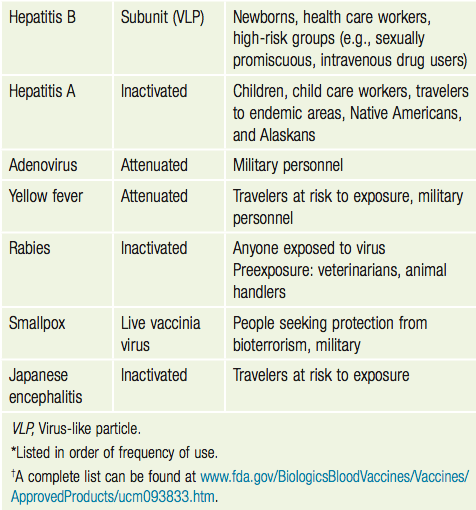 Hepatitis B Subunit (VLP) Newborns, health care workers,
high-risk groups (e.g., sexually
promiscuous, intravenous drug users)
Hepatitis A Inactivated Children, child care workers, travelers
to endemic areas, Native Americans,
and Alaskans
Adenovirus Attenuated Military personnel
Yellow fever Attenuated Travelers at risk to exposure, military
personnel
Rabies Inactivated Anyone exposed to virus
Preexposure: veterinarians, animal
handlers
Smallpox Live vaccinia People seeking protection from
virus bioterrorism, military
Japanese Inactivated Travelers at risk to exposure
encephalitis
VLP, Virus-like particle.
*Listed in order of frequency of use.
†A complete list can be found at www.fda.gov/BiologicsBloodVaccines/Vaccines/
ApprovedProducts/ucm093833.htm.